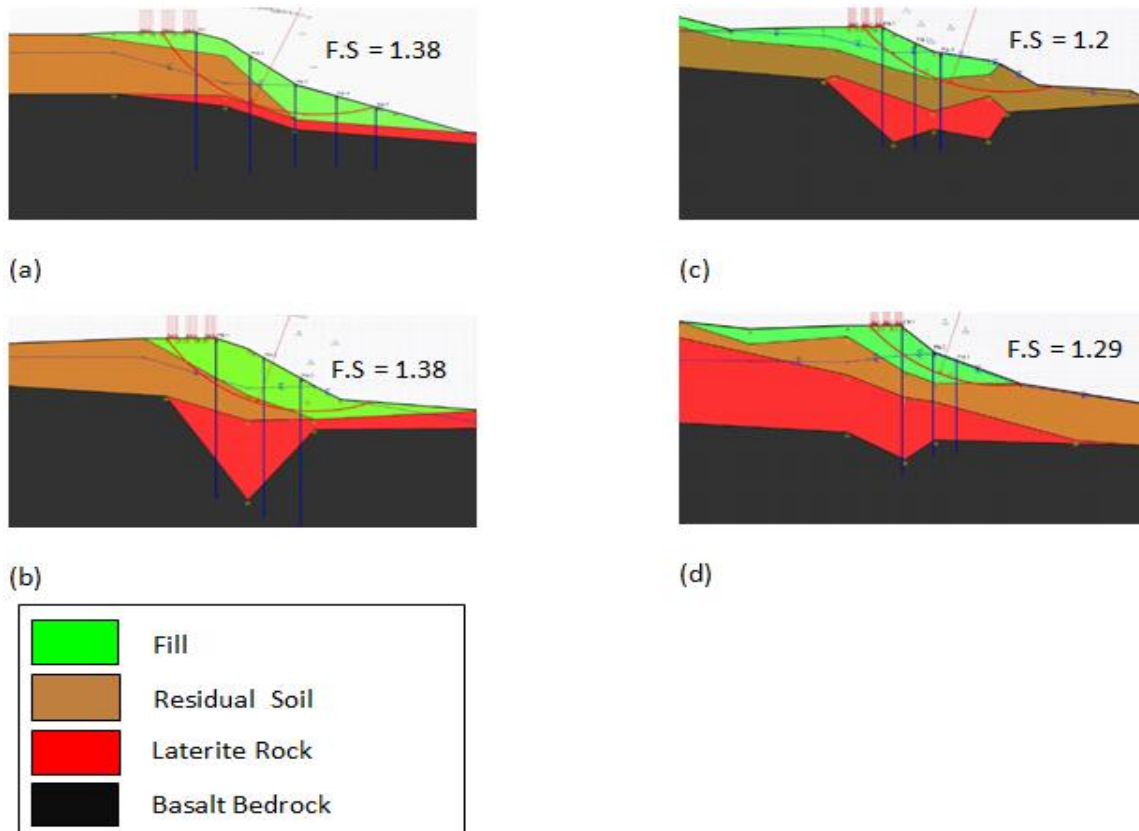 F.S = 1.38
F.S = 1.2
(a)
(c)
F.S = 1.38
F.S = 1.29
(b)
(d)
Fill
Residual Soil
Laterite Rock
Basalt Bedrock